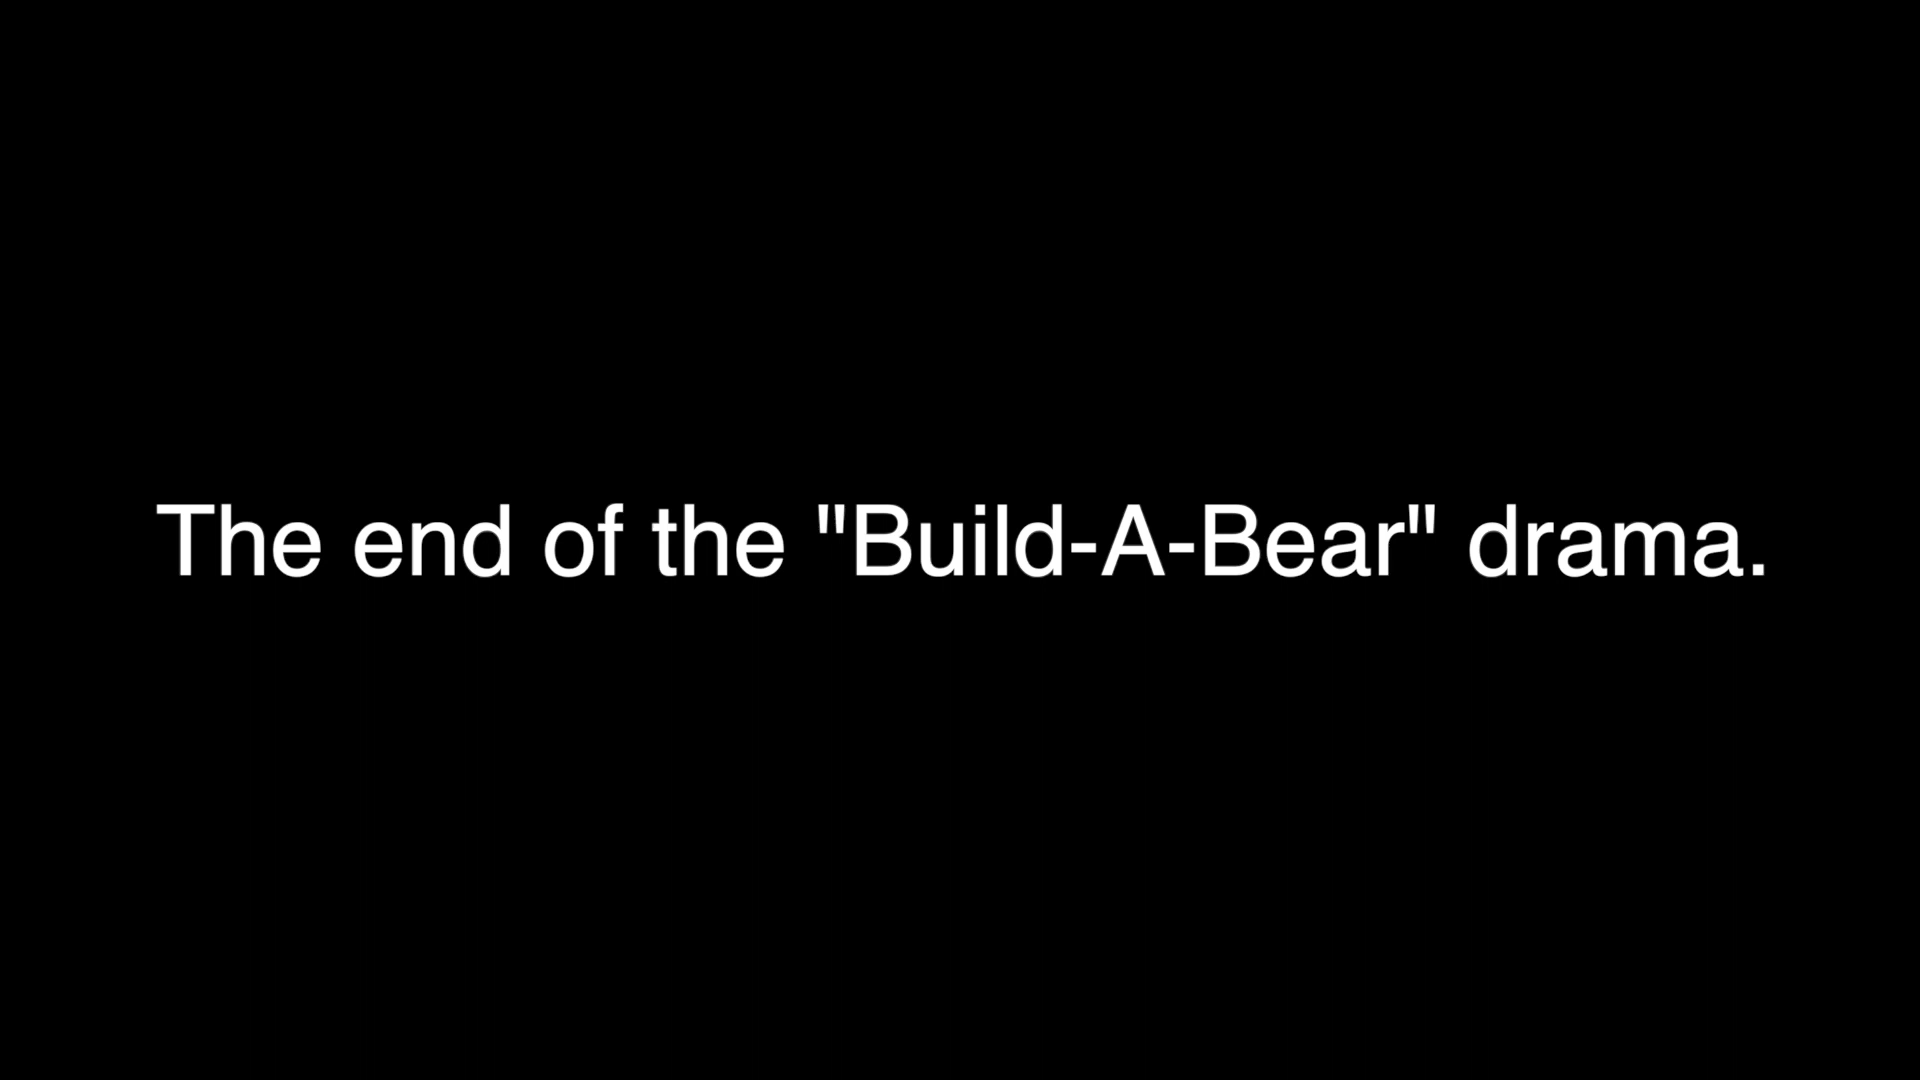 The end of the "Build-A-Bear" drama.